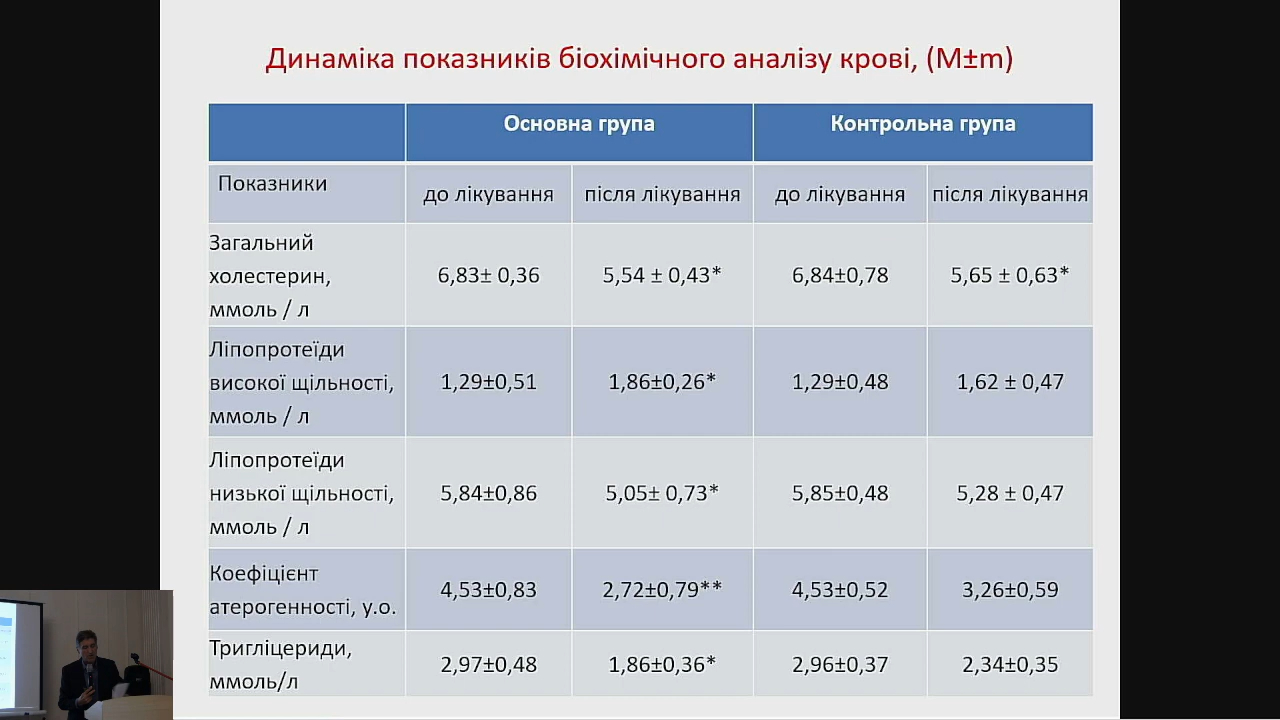 Динаміка показників біохімічного аналізу крові, (M±m)
Основна група Контрольна група
Показники до лікування після лікування до лікування після лікування
Загальний
холестерин, 6,83± 0,36 5,54 ± 0,43* 6,84±0,78 5,65 ± 0,63*
ммоль / л
Ліпопротеїди
високої щільності, 1,29±0,51 1,86±0,26* 1,29±0,48 1,62 ± 0,47
ммоль / л
Ліпопротеїди
низької щільності, 5,84±0,86 5,05± 0,73* 5,85±0,48 5,28 ± 0,47
ммоль / л
Коефіцієнт
атерогенності, у.о. 4,53±0,83 2,72±0,79** 4,53±0,52 3,26±0,59
Тригліцериди,
ммоль/л 2,97±0,48 1,86±0,36* 2,96±0,37 2,34±0,35